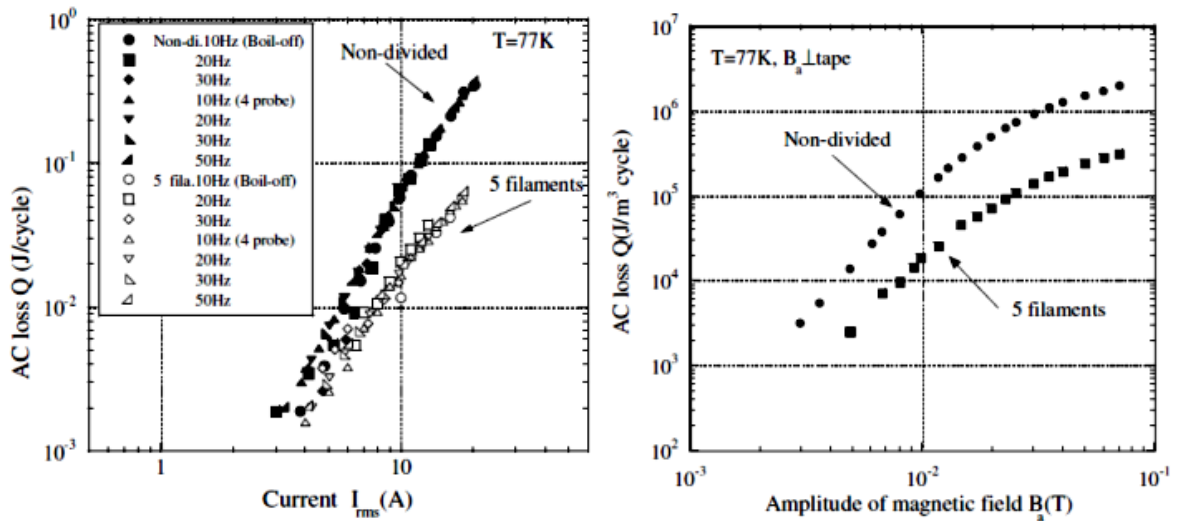 10^0
10^-1
10^-2
10^-3
AC loss Q (J/cycle)
Non-di.10Hz (Boil-off)
20Hz
30Hz
10Hz (4 probe)
20Hz
30Hz
50Hz
5 fila.10Hz (Boil-off)
20Hz
30Hz
10Hz (4 probe)
20Hz
30Hz
50Hz
T=77K
Non-divided
5 filaments
1
10
Current I_rms(A)
10^7
10^6
10^5
10^4
10^3
10^2
AC loss Q(J/m^3 cycle)
T=77K, B_a⊥tape
Non-divided
5 filaments
10^-3
10^-2
10^-1
Amplitude of magnetic field B_a(T)